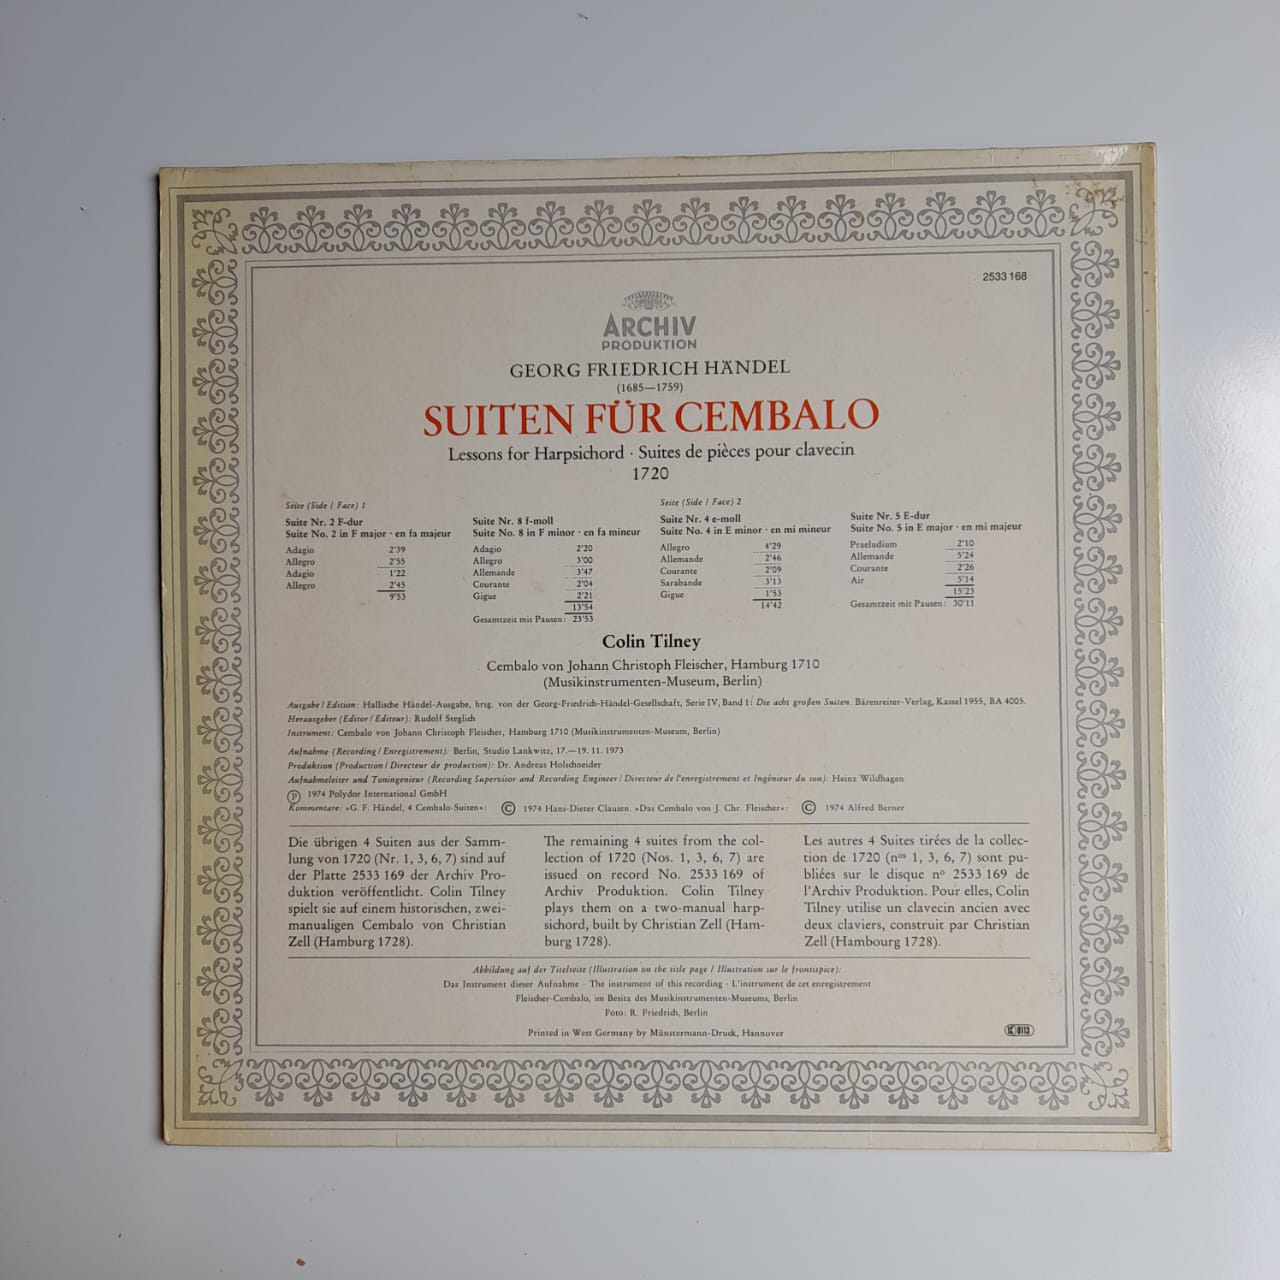 2533 168
ARCHIV
PRODUKTION
GEORG FRIEDRICH HÄNDEL
(1685—1759)
SUITEN FÜR CEMBALO
Lessons for Harpsichord · Suites de pièces pour clavecin
1720
Seite (Side / Face) 1
Suite Nr. 2 F-dur
Suite No. 2 in F major · en fa majeur
Adagio 2'39
Allegro 2'55
Adagio 1'22
Allegro 2'45
9'53
Suite Nr. 8 f-moll
Suite No. 8 in F minor · en fa mineur
Adagio 2'20
Allegro 3'00
Allemande 3'47
Courante 2'04
Gigue 2'21
13'54
Gesamtzeit mit Pausen: 23'53
Seite (Side / Face) 2
Suite Nr. 4 e-moll
Suite No. 4 in E minor · en mi mineur
Allegro 4'29
Allemande 2'46
Courante 2'09
Sarabande 3'13
Gigue 1'53
14'42
Suite Nr. 5 E-dur
Suite No. 5 in E major · en mi majeur
Praeludium 2'10
Allemande 5'24
Courante 2'26
Air 5'14
15'23
Gesamtzeit mit Pausen: 30'11
Colin Tilney
Cembalo von Johann Christoph Fleischer, Hamburg 1710
(Musikinstrumenten-Museum, Berlin)
Ausgabe / Edition: Hallische Händel-Ausgabe, hrsg. von der Georg-Friedrich-Händel-Gesellschaft, Serie IV, Band 1: Die acht großen Suiten. Bärenreiter-Verlag, Kassel 1955, BA 4005.
Herausgeber (Editor / Editeur): Rudolf Steglich
Instrument: Cembalo von Johann Christoph Fleischer, Hamburg 1710 (Musikinstrumenten-Museum, Berlin)
Aufnahme (Recording / Enregistrement): Berlin, Studio Lankwitz, 17.—19. 11. 1973
Produktion (Production / Directeur de production): Dr. Andreas Holschneider
Aufnahmeleiter und Toningenieur (Recording Supervisor and Recording Engineer / Directeur de l'enregistrement et Ingénieur du son): Heinz Wildhagen
Ⓟ 1974 Polydor International GmbH
Kommentare: »G. F. Händel, 4 Cembalo-Suiten«: © 1974 Hans-Dieter Clausen. »Das Cembalo von J. Chr. Fleischer«: © 1974 Alfred Berner
Die übrigen 4 Suiten aus der Samm-
lung von 1720 (Nr. 1, 3, 6, 7) sind auf
der Platte 2533 169 der Archiv Pro-
duktion veröffentlicht. Colin Tilney
spielt sie auf einem historischen, zwei-
manualigen Cembalo von Christian
Zell (Hamburg 1728).
The remaining 4 suites from the col-
lection of 1720 (Nos. 1, 3, 6, 7) are
issued on record No. 2533 169 of
Archiv Produktion. Colin Tilney
plays them on a two-manual harp-
sichord, built by Christian Zell (Ham-
burg 1728).
Les autres 4 Suites tirées de la collec-
tion de 1720 (nos 1, 3, 6, 7) sont pu-
bliées sur le disque no 2533 169 de
l'Archiv Produktion. Pour elles, Colin
Tilney utilise un clavecin ancien avec
deux claviers, construit par Christian
Zell (Hambourg 1728).
Abbildung auf der Titelseite (Illustration on the title page / Illustration sur le frontispice):
Das Instrument dieser Aufnahme · The instrument of this recording · L'instrument de cet enregistrement
Fleischer-Cembalo, im Besitz des Musikinstrumenten-Museums, Berlin
Foto: R. Friedrich, Berlin
Printed in West Germany by Münstermann-Druck, Hannover